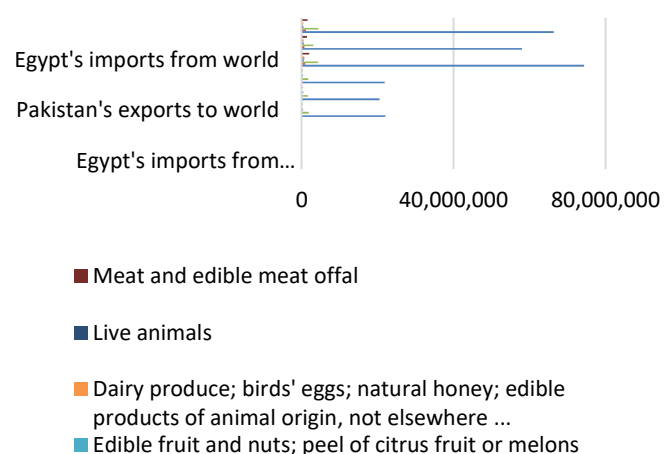 Egypt's imports from world
Pakistan's exports to world
Egypt's imports from...
0 40,000,000 80,000,000
Meat and edible meat offal
Live animals
Dairy produce; birds' eggs; natural honey; edible
products of animal origin, not elsewhere ...
Edible fruit and nuts; peel of citrus fruit or melons